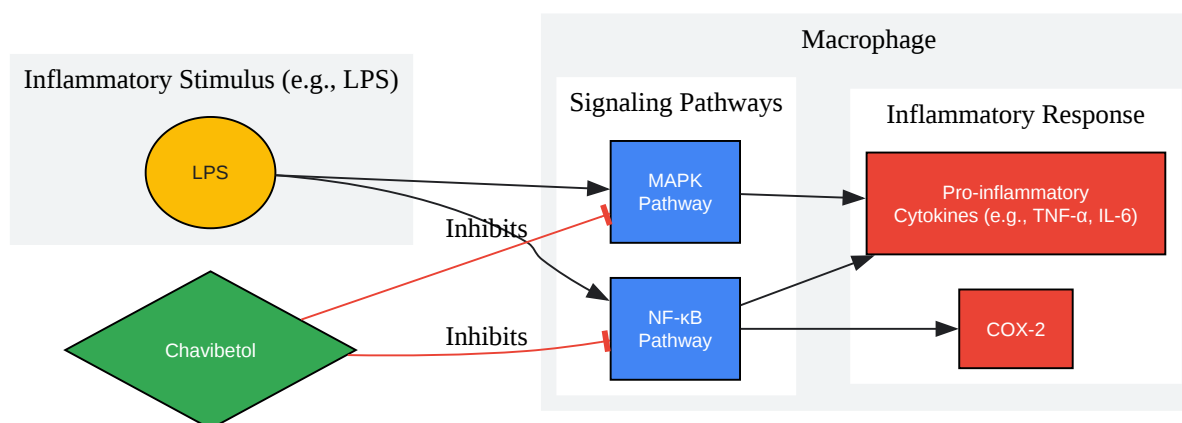 Macrophage
Inflammatory Stimulus (e.g., LPS)
LPS
Signaling Pathways
Inflammatory Response
MAPK
Pathway
Pro-inflammatory
Cytokines (e.g., TNF-α, IL-6)
Inhibits
NF-κB
Pathway
COX-2
Inhibits
Chavibetol